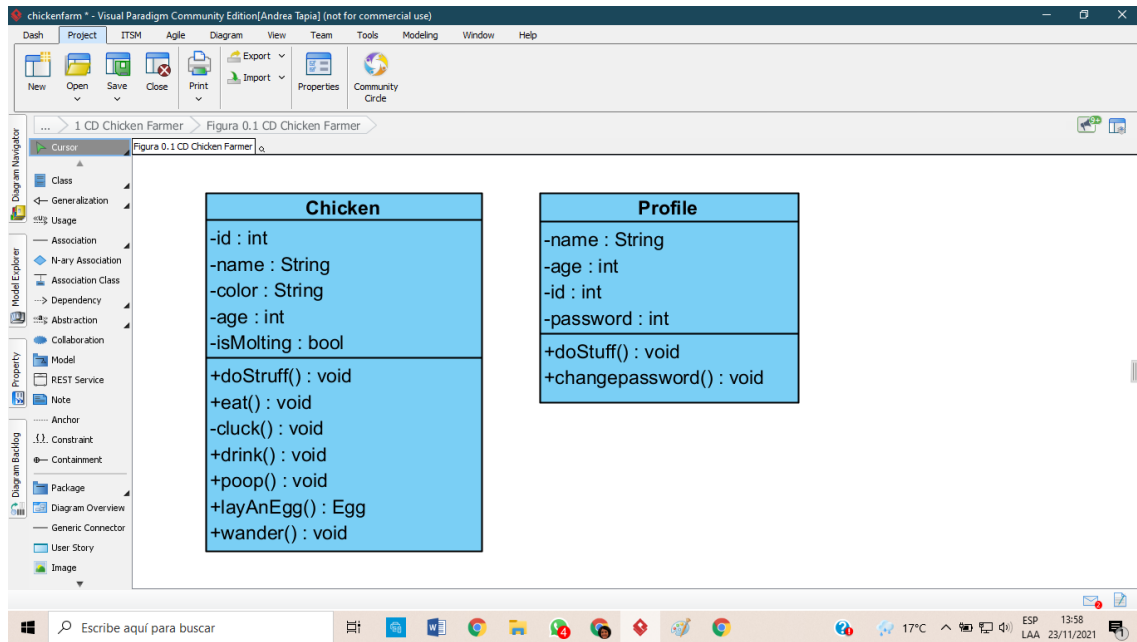 chickenfarm * - Visual Paradigm Community Edition[Andrea Tapia] (not for commercial use)
Dash Project ITSM Agile Diagram View Team Tools Modeling Window Help
New
Open
Save
Close
Print
Export
Import
Properties
Community
Circle
... 1 CD Chicken Farmer Figura 0.1 CD Chicken Farmer
Diagram Navigator
Model Explorer
Property
Diagram Backlog
Cursor
Class
Generalization
Usage
Association
N-ary Association
Association Class
Dependency
Abstraction
Collaboration
Model
REST Service
Note
Anchor
Constraint
Containment
Package
Diagram Overview
Generic Connector
User Story
Image
Figura 0.1 CD Chicken Farmer
Chicken
-id : int
-name : String
-color : String
-age : int
-isMolting : bool
+doStruff() : void
+eat() : void
-cluck() : void
+drink() : void
+poop() : void
+layAnEgg() : Egg
+wander() : void
Profile
-name : String
-age : int
-id : int
-password : int
+doStuff() : void
+changepassword() : void
Escribe aquí para buscar
17°C
ESP
LAA
13:58
23/11/2021